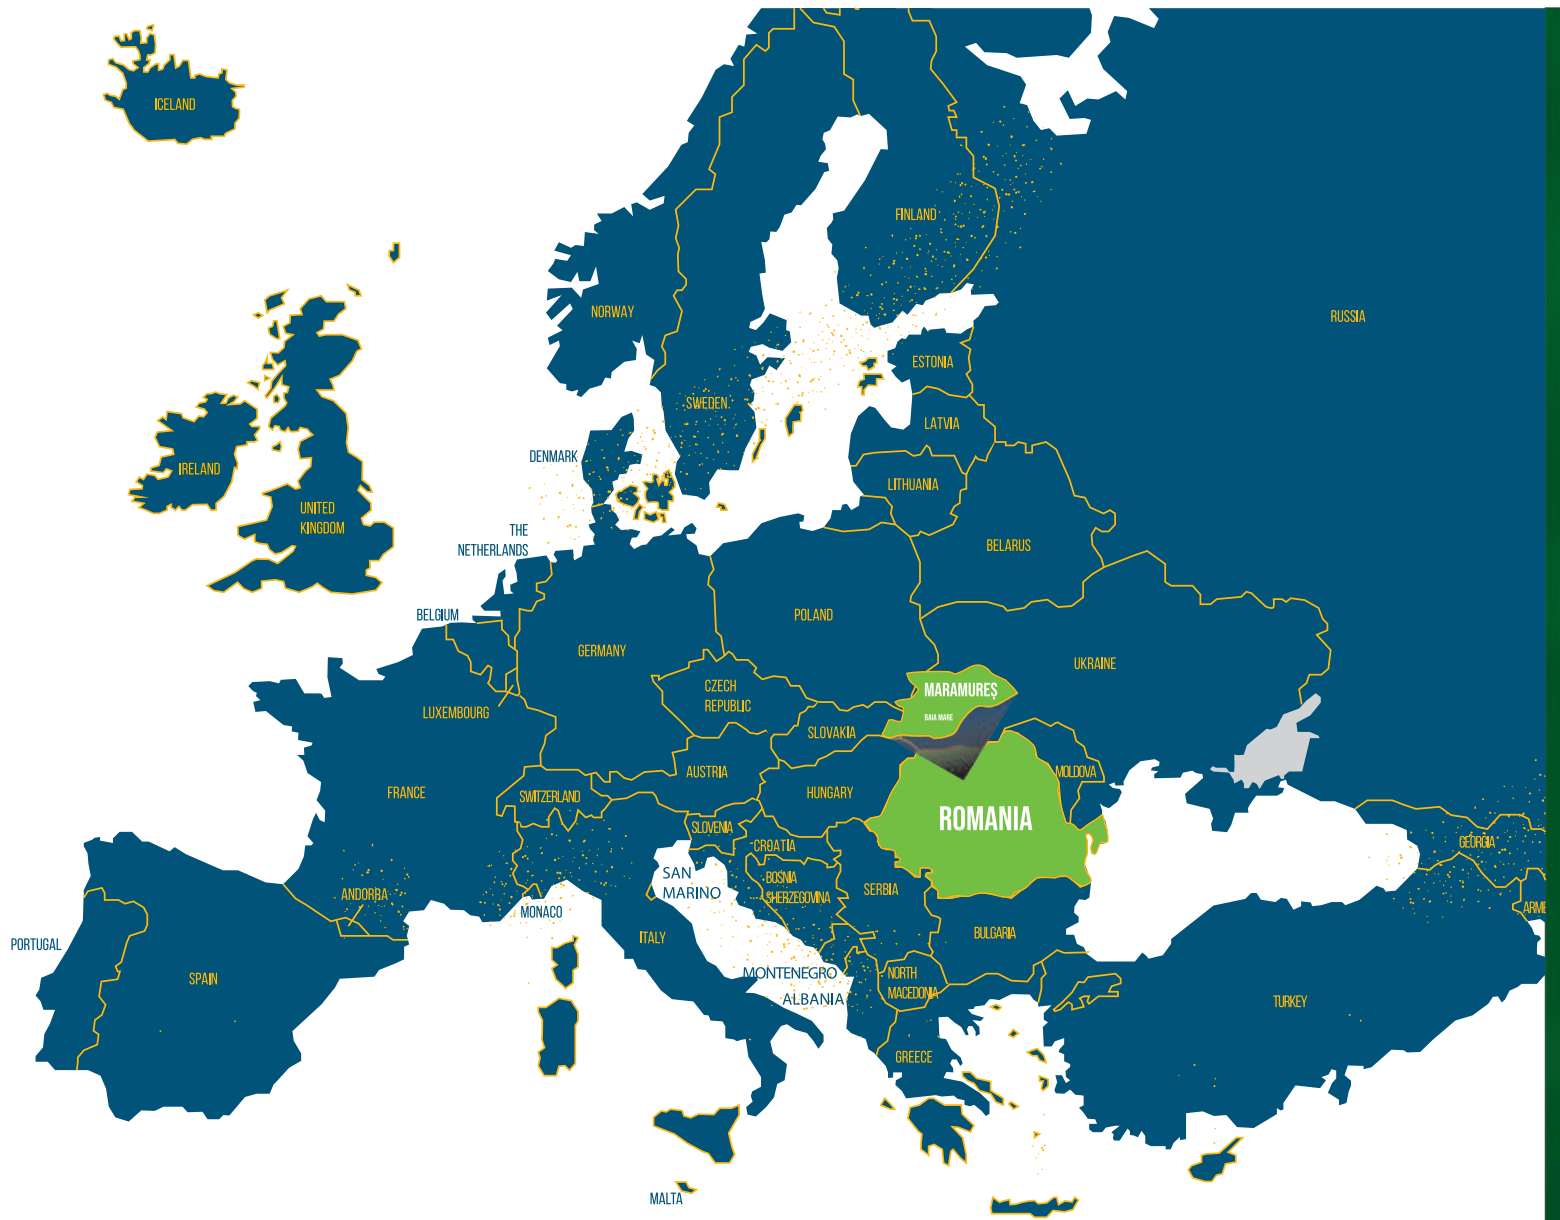 ICELAND
FINLAND
NORWAY
RUSSIA
ESTONIA
SWEDEN
LATVIA
DENMARK
IRELAND
LITHUANIA
UNITED
KINGDOM
THE
NETHERLANDS
BELARUS
BELGIUM
POLAND
GERMANY
UKRAINE
CZECH
REPUBLIC
MARAMUREȘ
BAIA MARE
LUXEMBOURG
SLOVAKIA
AUSTRIA
MOLDOVA
FRANCE
SWITZERLAND
HUNGARY
ROMANIA
SLOVENIA
CROATIA
GEORGIA
SAN
MARINO
BOSNIA
&HERZEGOVINA
ANDORRA
SERBIA
MONACO
ARME
PORTUGAL
ITALY
BULGARIA
SPAIN
MONTENEGRO
NORTH
MACEDONIA
ALBANIA
TURKEY
GREECE
MALTA